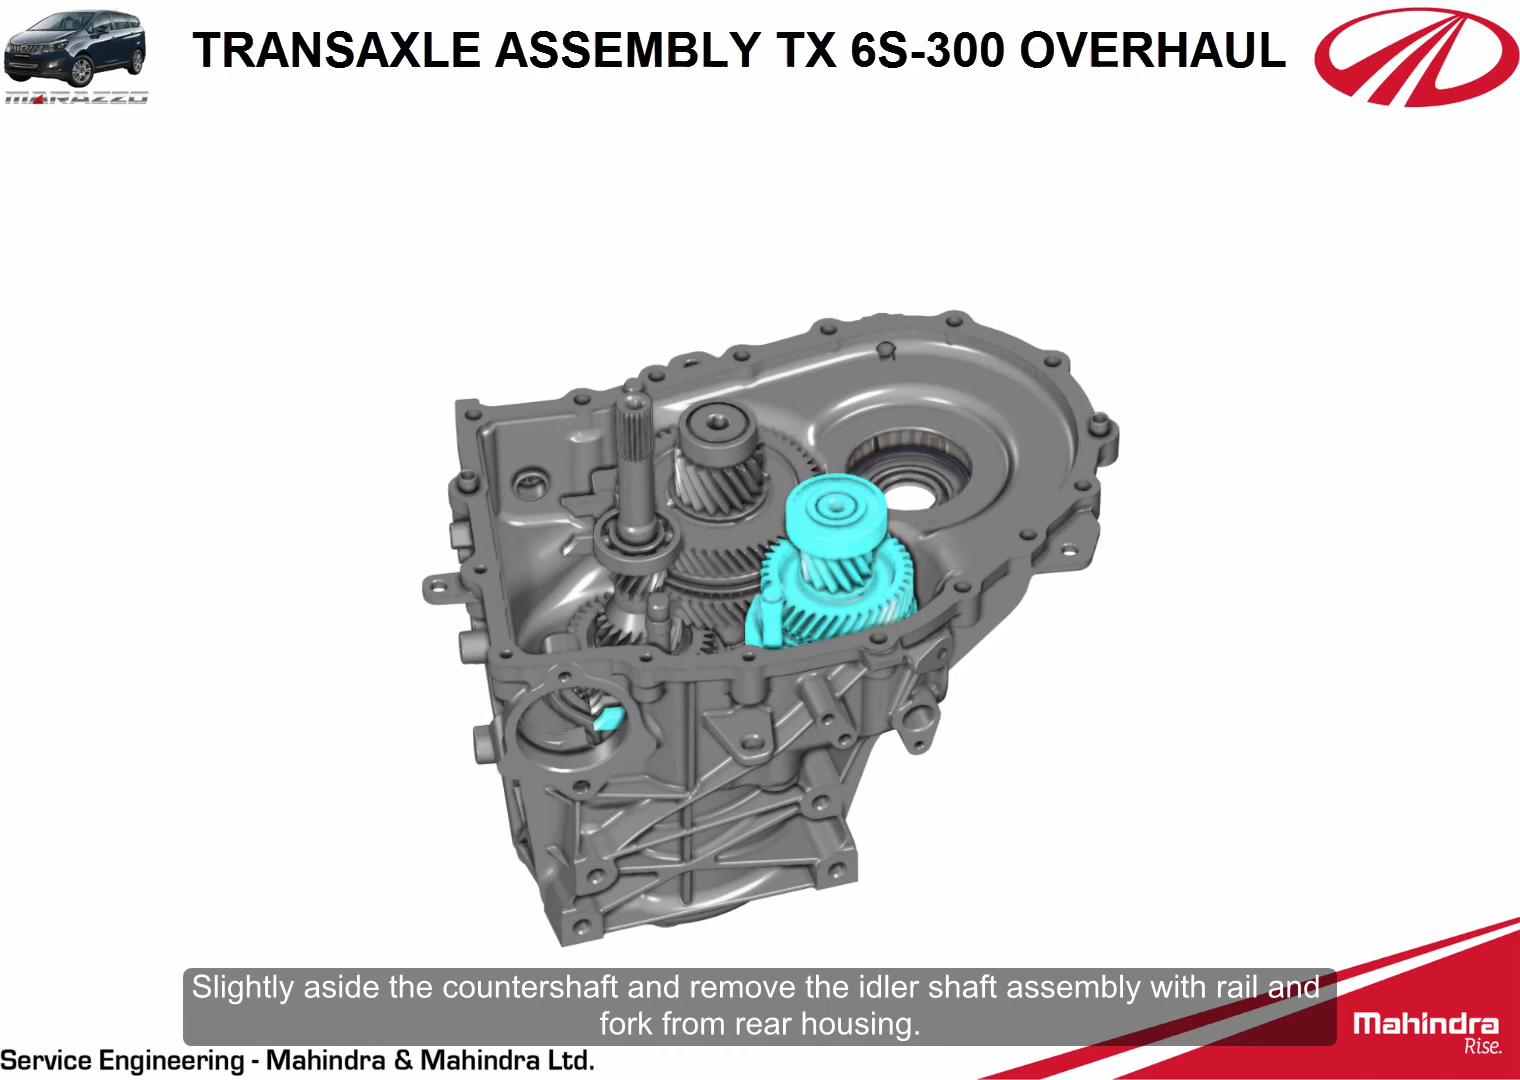 TRANSAXLE ASSEMBLY TX 6S-300 OVERHAUL
MARAZZO
Slightly aside the countershaft and remove the idler shaft assembly with rail and
fork from rear housing.
Mahindra
Rise.
Service Engineering - Mahindra & Mahindra Ltd.